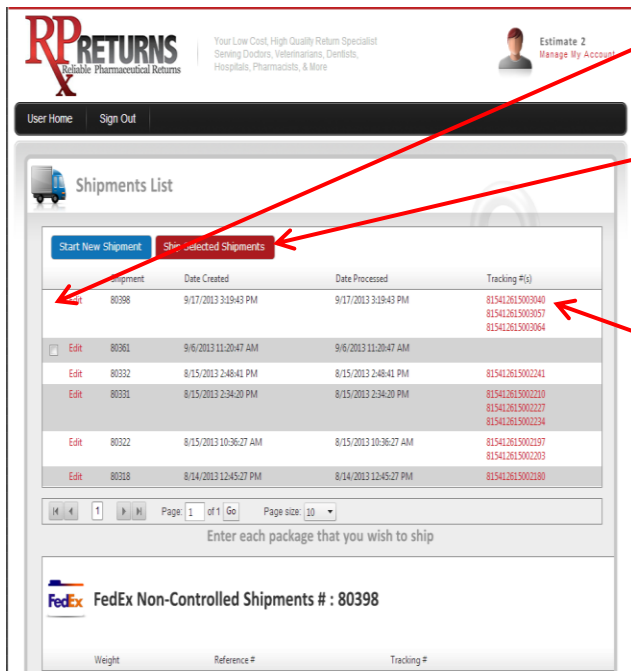 RP RETURNS
Rx
Reliable Pharmaceutical Returns
Your Low Cost, High Quality Return Specialist
Serving Doctors, Veterinarians, Dentists,
Hospitals, Pharmacists, & More
Estimate 2
Manage My Account
User Home Sign Out
Shipments List
Start New Shipment Ship Selected Shipments
Shipment Date Created Date Processed Tracking #(s)
Edit 80398 9/17/2013 3:19:43 PM 9/17/2013 3:19:43 PM 815412615003040
815412615003057
815412615003064
Edit 80361 9/6/2013 11:20:47 AM 9/6/2013 11:20:47 AM
Edit 80332 8/15/2013 2:48:41 PM 8/15/2013 2:48:41 PM 815412615002241
Edit 80331 8/15/2013 2:34:20 PM 8/15/2013 2:34:20 PM 815412615002210
815412615002227
815412615002234
Edit 80322 8/15/2013 10:36:27 AM 8/15/2013 10:36:27 AM 815412615002197
815412615002203
Edit 80318 8/14/2013 12:45:27 PM 8/14/2013 12:45:27 PM 815412615002180
1 Page: 1 of 1 Go Page size: 10
Enter each package that you wish to ship
FedEx FedEx Non-Controlled Shipments # : 80398
Weight Reference # Tracking #